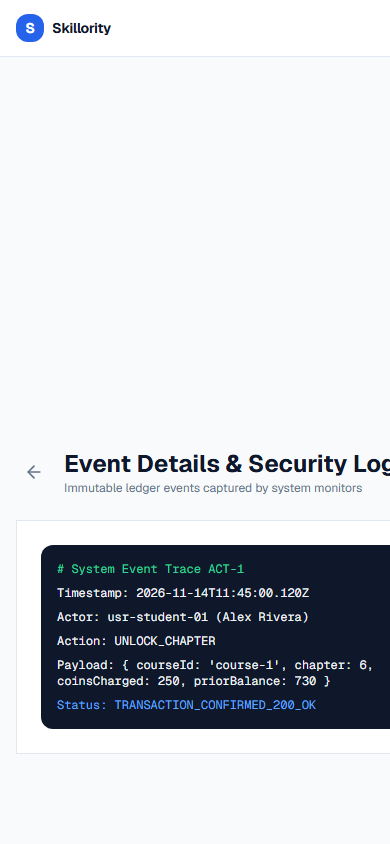 S Skillority
Event Details & Security Log
Immutable ledger events captured by system monitors
# System Event Trace ACT-1
Timestamp: 2026-11-14T11:45:00.120Z
Actor: usr-student-01 (Alex Rivera)
Action: UNLOCK_CHAPTER
Payload: { courseId: 'course-1', chapter: 6,
coinsCharged: 250, priorBalance: 730 }
Status: TRANSACTION_CONFIRMED_200_OK